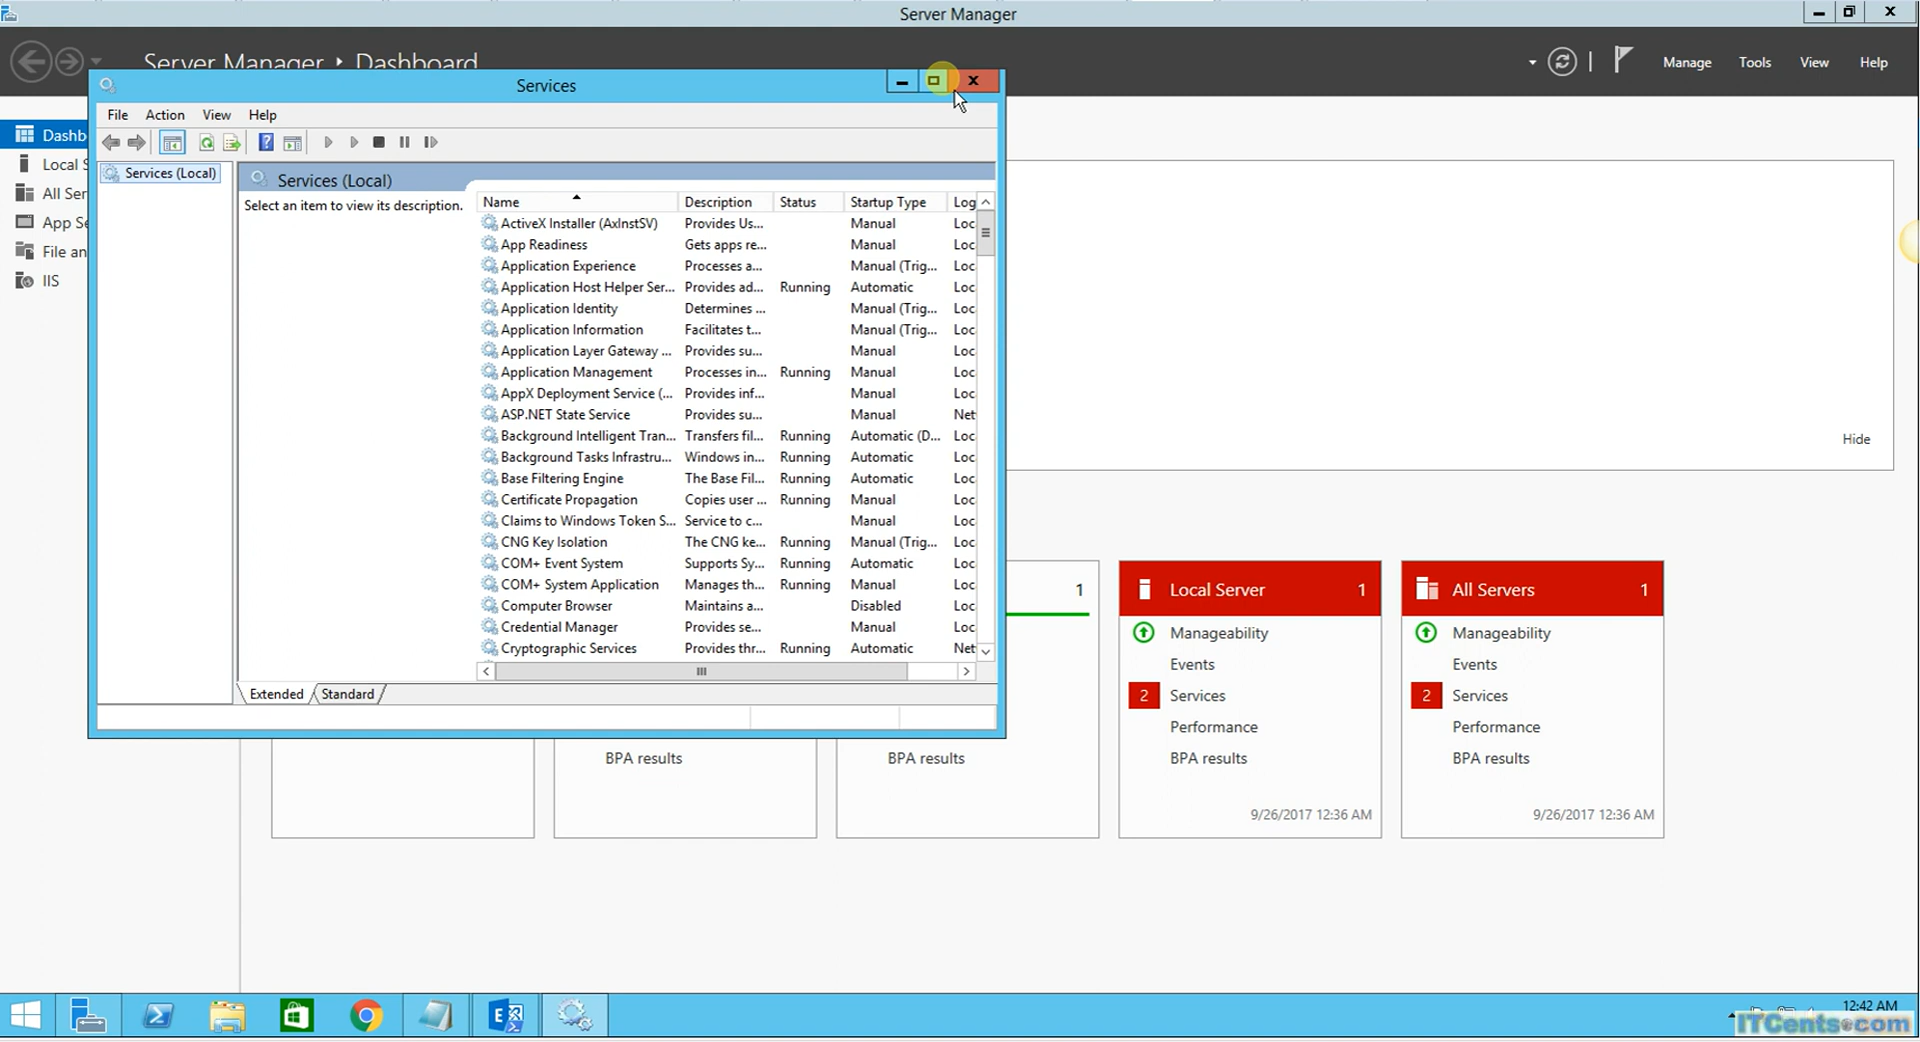 Server Manager
Server Manager • Dashboard
Manage Tools View Help
Services
File Action View Help
Dashb
Local S
All Ser
App Se
File an
IIS
Services (Local)
Services (Local)
Select an item to view its description.
Name Description Status Startup Type Log
ActiveX Installer (AxInstSV) Provides Us... Manual Loc
App Readiness Gets apps re... Manual Loc
Application Experience Processes a... Manual (Trig... Loc
Application Host Helper Ser... Provides ad... Running Automatic Loc
Application Identity Determines ... Manual (Trig... Loc
Application Information Facilitates t... Manual (Trig... Loc
Application Layer Gateway ... Provides su... Manual Loc
Application Management Processes in... Running Manual Loc
AppX Deployment Service (... Provides inf... Manual Loc
ASP.NET State Service Provides su... Manual Net
Background Intelligent Tran... Transfers fil... Running Automatic (D... Loc
Background Tasks Infrastru... Windows in... Running Automatic Loc
Base Filtering Engine The Base Fil... Running Automatic Loc
Certificate Propagation Copies user ... Running Manual Loc
Claims to Windows Token S... Service to c... Manual Loc
CNG Key Isolation The CNG ke... Running Manual (Trig... Loc
COM+ Event System Supports Sy... Running Automatic Loc
COM+ System Application Manages th... Running Manual Loc
Computer Browser Maintains a... Disabled Loc
Credential Manager Provides se... Manual Loc
Cryptographic Services Provides thr... Running Automatic Net
Extended Standard
Hide
BPA results
1
BPA results
Local Server 1
Manageability
Events
2 Services
Performance
BPA results
9/26/2017 12:36 AM
All Servers 1
Manageability
Events
2 Services
Performance
BPA results
9/26/2017 12:36 AM
12:42 AM
ITCents.com